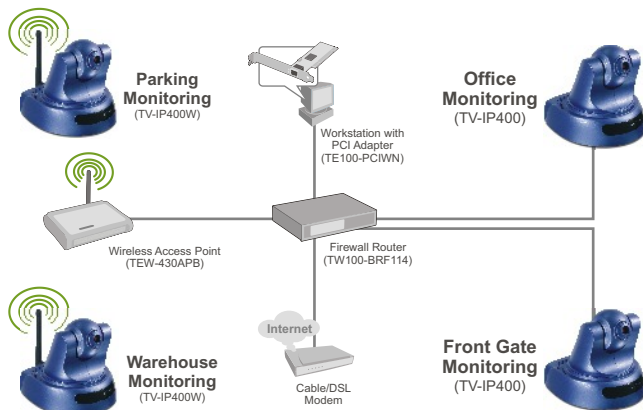 Parking
Monitoring
(TV-IP400W)
Office
Monitoring
(TV-IP400)
Workstation with
PCI Adapter
(TE100-PCIWN)
Wireless Access Point
(TEW-430APB)
Firewall Router
(TW100-BRF114)
Internet
Warehouse
Monitoring
(TV-IP400W)
Cable/DSL
Modem
Front Gate
Monitoring
(TV-IP400)